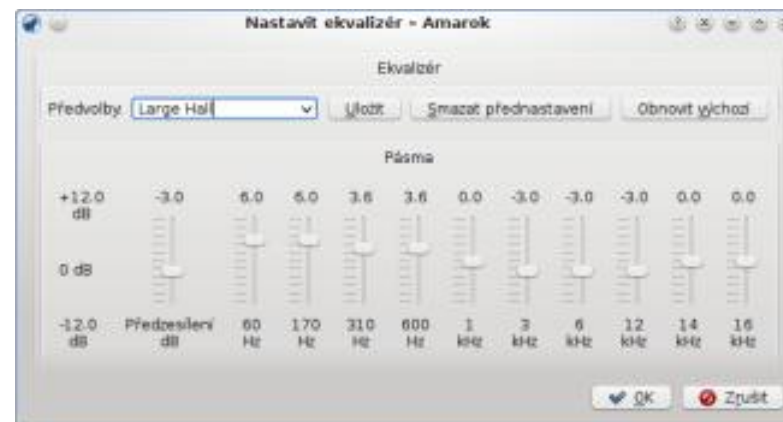 Nastavit ekvalizér - Amarok
Ekvalizér
Předvolby: Large Hall Uložit Smazat přednastavení Obnovit výchozí
Pásma
+12.0 dB -3.0 6.0 6.0 3.6 3.6 0.0 -3.0 -3.0 -3.0 0.0 0.0
0 dB
-12.0 dB Předzesílení dB 60 Hz 170 Hz 310 Hz 600 Hz 1 kHz 3 kHz 6 kHz 12 kHz 14 kHz 16 kHz
OK Zrušit